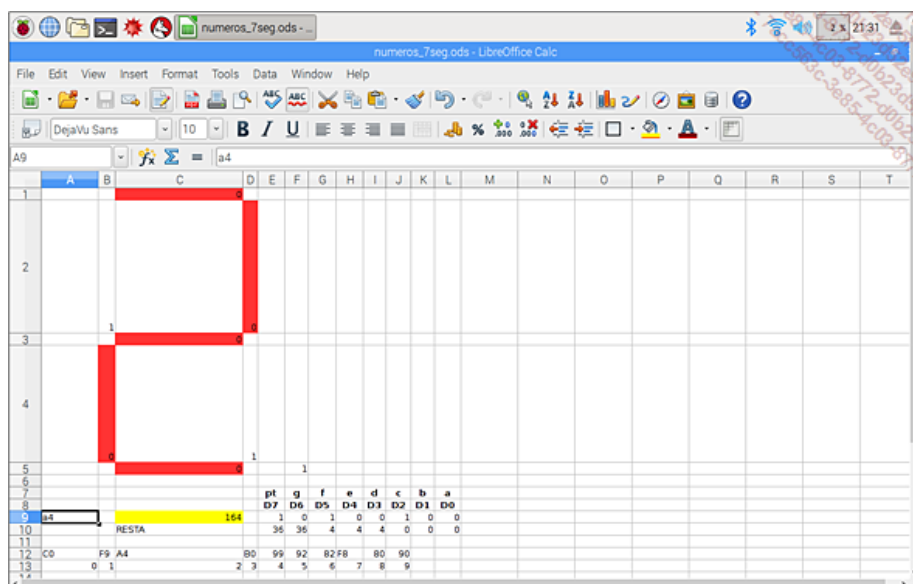 numeros_7seg.ods - ...
2 %
21:31
numeros_7seg.ods - LibreOffice Calc
File Edit View Insert Format Tools Data Window Help
DejaVu Sans 10
A9 a4
A B C D E F G H I J K L M N O P Q R S T
1 0
2 1 0
3 0
4 0 1
5 0 1
6
7 pt g f e d c b a
8 D7 D6 D5 D4 D3 D2 D1 D0
9 a4 164 1 0 1 0 0 1 0 0
10 RESTA 36 36 4 4 4 0 0 0
11
12 C0 F9 A4 B0 99 92 82 F8 80 90
13 0 1 2 3 4 5 6 7 8 9